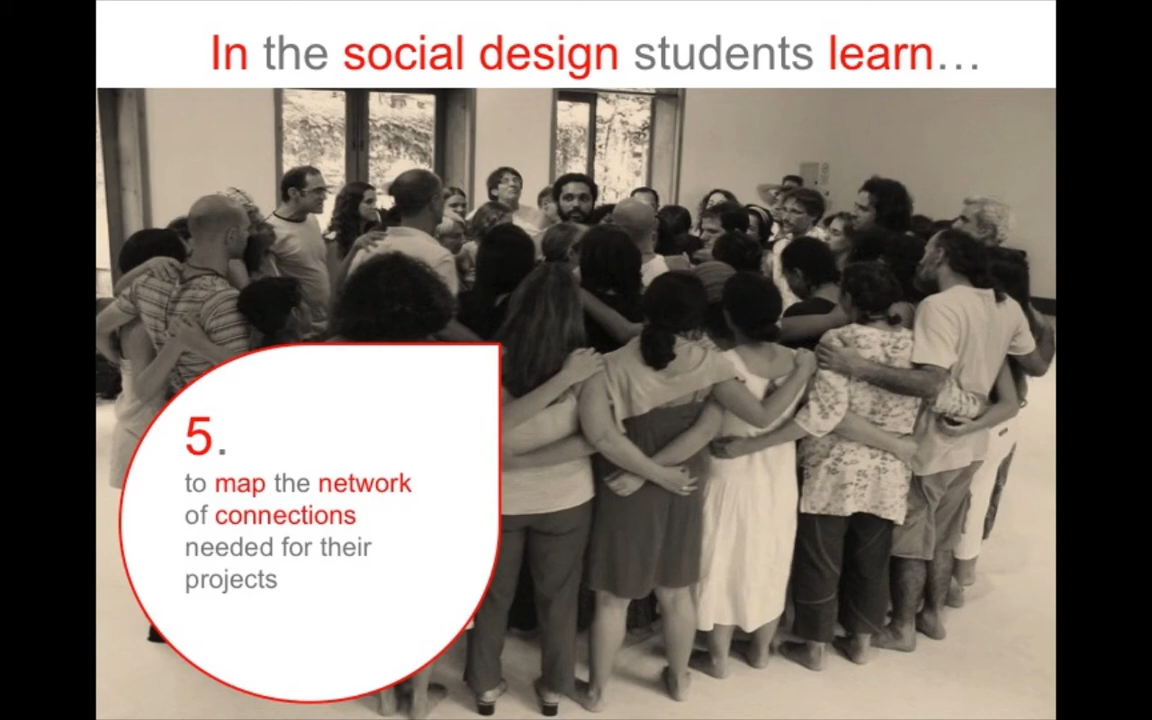 In the social design students learn…
5.
to map the network
of connections
needed for their
projects